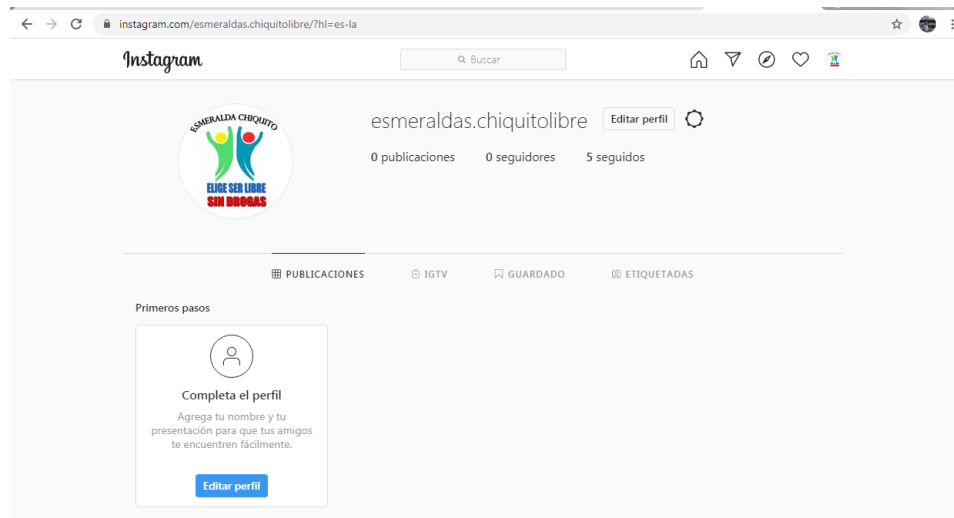 instagram.com/esmeraldas.chiquitolibre/?hl=es-la
Instagram
Buscar
ESMERALDA CHIQUITO
ELIGE SER LIBRE
SIN DROGAS
esmeraldas.chiquitolibre Editar perfil
0 publicaciones 0 seguidores 5 seguidos
PUBLICACIONES IGTV GUARDADO ETIQUETADAS
Primeros pasos
Completa el perfil
Agrega tu nombre y tu
presentación para que tus amigos
te encuentren fácilmente.
Editar perfil